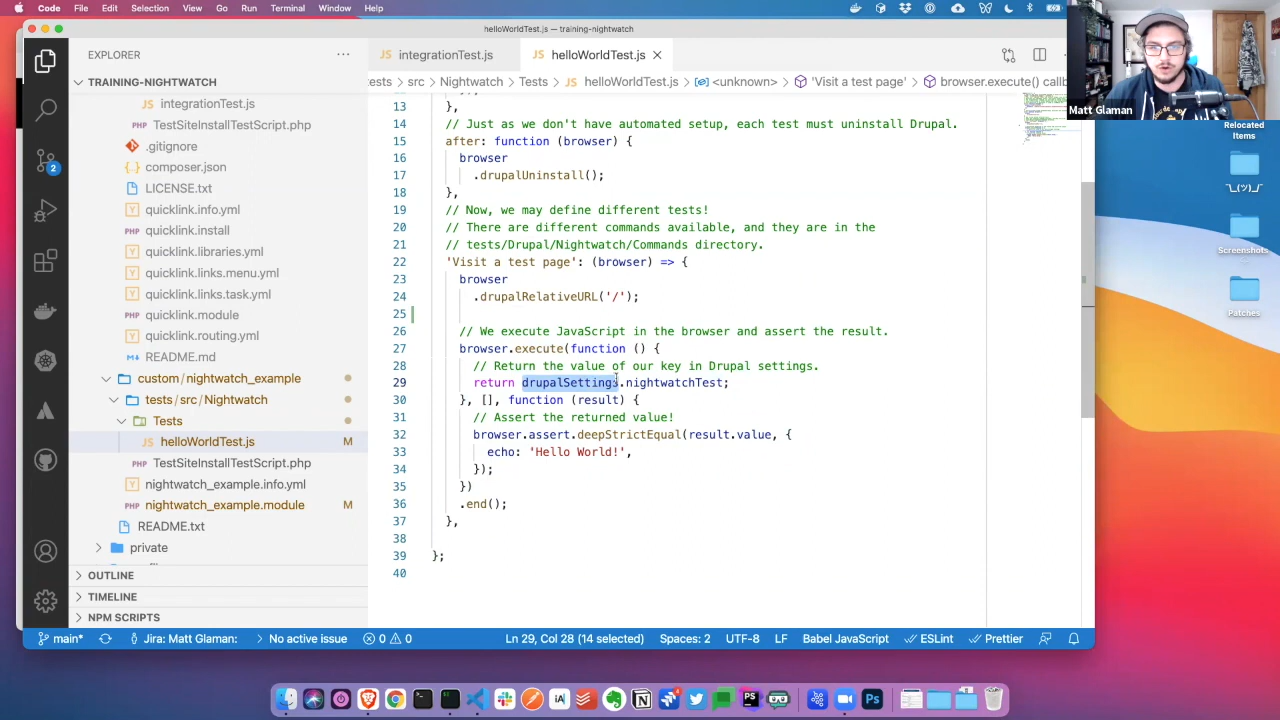 Code File Edit Selection View Go Run Terminal Window Help
helloWorldTest.js — training-nightwatch
EXPLORER
integrationTest.js
helloWorldTest.js
TRAINING-NIGHTWATCH
tests > src > Nightwatch > Tests > helloWorldTest.js > <unknown> > 'Visit a test page' > browser.execute() callb
Matt Glaman
integrationTest.js
TestSiteInstallTestScript.php
.gitignore
composer.json
LICENSE.txt
quicklink.info.yml
quicklink.install
quicklink.libraries.yml
quicklink.links.menu.yml
quicklink.links.task.yml
quicklink.module
quicklink.routing.yml
README.md
custom/nightwatch_example
tests/src/Nightwatch
Tests
helloWorldTest.js M
TestSiteInstallTestScript.php
nightwatch_example.info.yml
nightwatch_example.module M
README.txt
private
OUTLINE
TIMELINE
NPM SCRIPTS
2
13 },
// Just as we don't have automated setup, each test must uninstall Drupal.
15 after: function (browser) {
16 browser
17 .drupalUninstall();
18 },
19 // Now, we may define different tests!
20 // There are different commands available, and they are in the
21 // tests/Drupal/Nightwatch/Commands directory.
22 'Visit a test page': (browser) => {
23 browser
24 .drupalRelativeURL('/');
25
26 // We execute JavaScript in the browser and assert the result.
27 browser.execute(function () {
28 // Return the value of our key in Drupal settings.
29 return drupalSettings.nightwatchTest;
30 }, [], function (result) {
31 // Assert the returned value!
32 browser.assert.deepStrictEqual(result.value, {
33 echo: 'Hello World!',
34 });
35 })
36 .end();
37 },
38
39 };
40
Relocated Items
¯\_(ツ)_/¯
Screenshots
Patches
main* Jira: Matt Glaman: No active issue 0 0 Ln 29, Col 28 (14 selected) Spaces: 2 UTF-8 LF Babel JavaScript ESLint Prettier